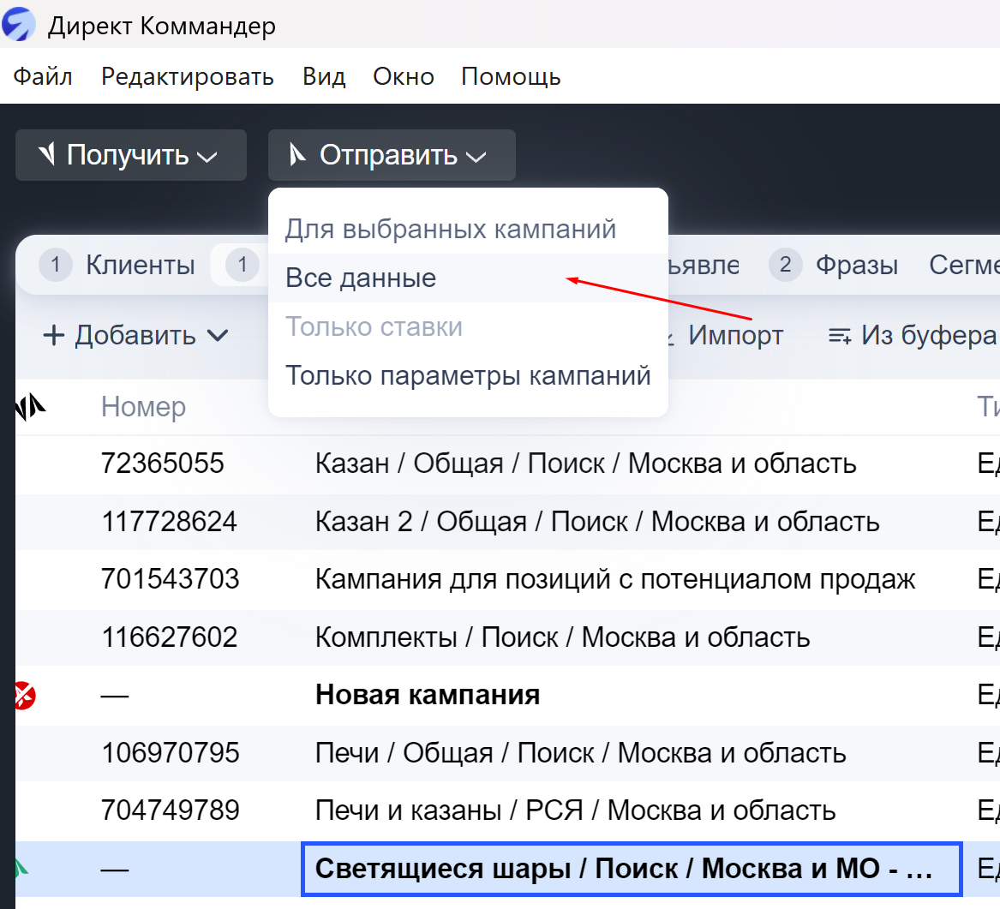 Директ Коммандер
Файл Редактировать Вид Окно Помощь
Получить Отправить
Для выбранных кампаний
Все данные
Только ставки
Только параметры кампаний
1 Клиенты 1 ъявле 2 Фразы Сегме
Добавить Импорт Из буфера
Номер Ти
72365055 Казан / Общая / Поиск / Москва и область Ед
117728624 Казан 2 / Общая / Поиск / Москва и область Ед
701543703 Кампания для позиций с потенциалом продаж Ед
116627602 Комплекты / Поиск / Москва и область Ед
— Новая кампания Ед
106970795 Печи / Общая / Поиск / Москва и область Ед
704749789 Печи и казаны / РСЯ / Москва и область Ед
— Светящиеся шары / Поиск / Москва и МО - ... Ед